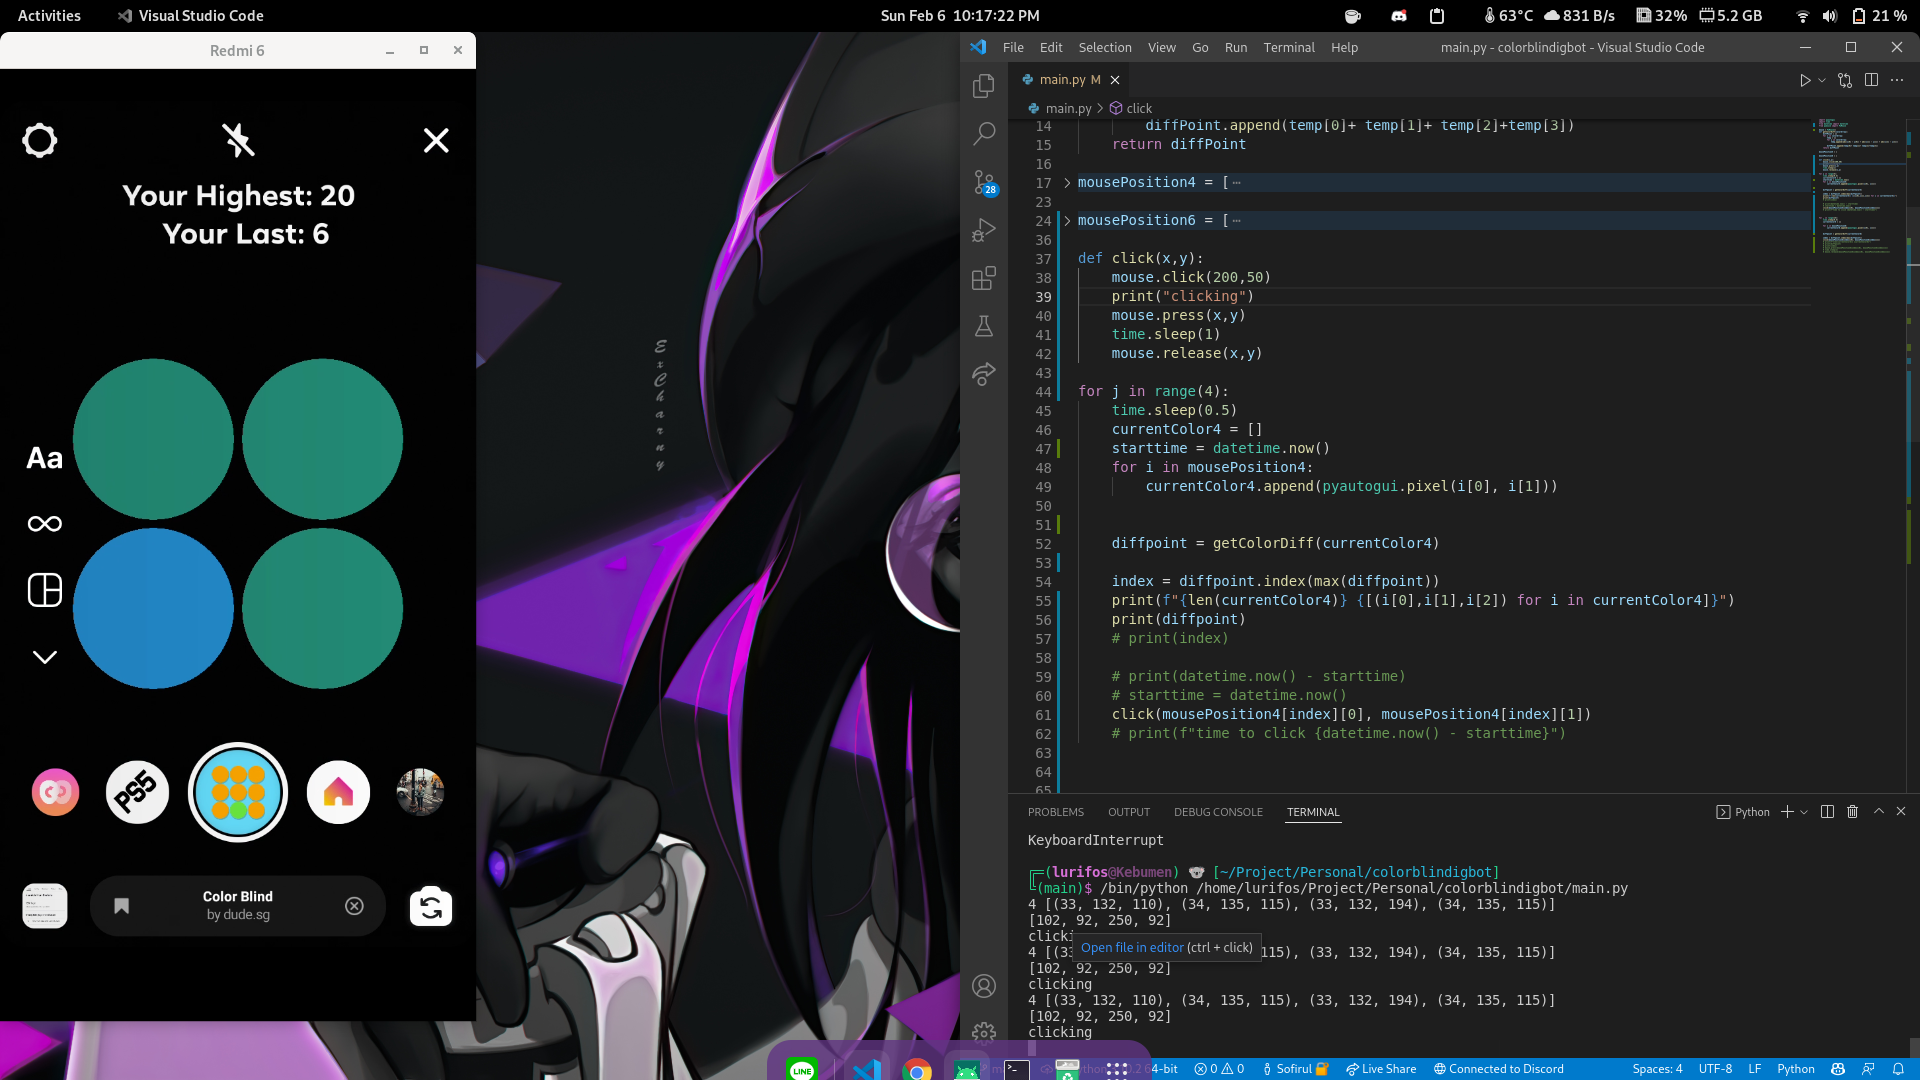 Activities
Visual Studio Code
Sun Feb 6  10:17:22 PM
63°C
831 B/s
32%
5.2 GB
21 %
Redmi 6
Your Highest: 20
Your Last: 6
Aa
PS5
Color Blind
by dude.sg
ExCharny
File Edit Selection View Go Run Terminal Help
main.py - colorblindigbot - Visual Studio Code
main.py M
main.py > click
28
14 diffPoint.append(temp[0]+ temp[1]+ temp[2]+temp[3])
15 return diffPoint
16
17 mousePosition4 = [
23
24 mousePosition6 = [
36
37 def click(x,y):
38 mouse.click(200,50)
39 print("clicking")
40 mouse.press(x,y)
41 time.sleep(1)
42 mouse.release(x,y)
43
44 for j in range(4):
45 time.sleep(0.5)
46 currentColor4 = []
47 starttime = datetime.now()
48 for i in mousePosition4:
49 currentColor4.append(pyautogui.pixel(i[0], i[1]))
50
51
52 diffpoint = getColorDiff(currentColor4)
53
54 index = diffpoint.index(max(diffpoint))
55 print(f"{len(currentColor4)} {[(i[0],i[1],i[2]) for i in currentColor4]}")
56 print(diffpoint)
57 # print(index)
58
59 # print(datetime.now() - starttime)
60 # starttime = datetime.now()
61 click(mousePosition4[index][0], mousePosition4[index][1])
62 # print(f"time to click {datetime.now() - starttime}")
63
64
65
PROBLEMS OUTPUT DEBUG CONSOLE TERMINAL
Python
KeyboardInterrupt
(lurifos@Kebumen) [~/Project/Personal/colorblindigbot]
(main)$ /bin/python /home/lurifos/Project/Personal/colorblindigbot/main.py
4 [(33, 132, 110), (34, 135, 115), (33, 132, 194), (34, 135, 115)]
[102, 92, 250, 92]
clicki
Open file in editor (ctrl + click)
4 [(33 115), (33, 132, 194), (34, 135, 115)]
[102, 92, 250, 92]
clicking
4 [(33, 132, 110), (34, 135, 115), (33, 132, 194), (34, 135, 115)]
[102, 92, 250, 92]
clicking
LINE
64-bit
0 0
Sofirul
Live Share
Connected to Discord
Spaces: 4
UTF-8
LF
Python